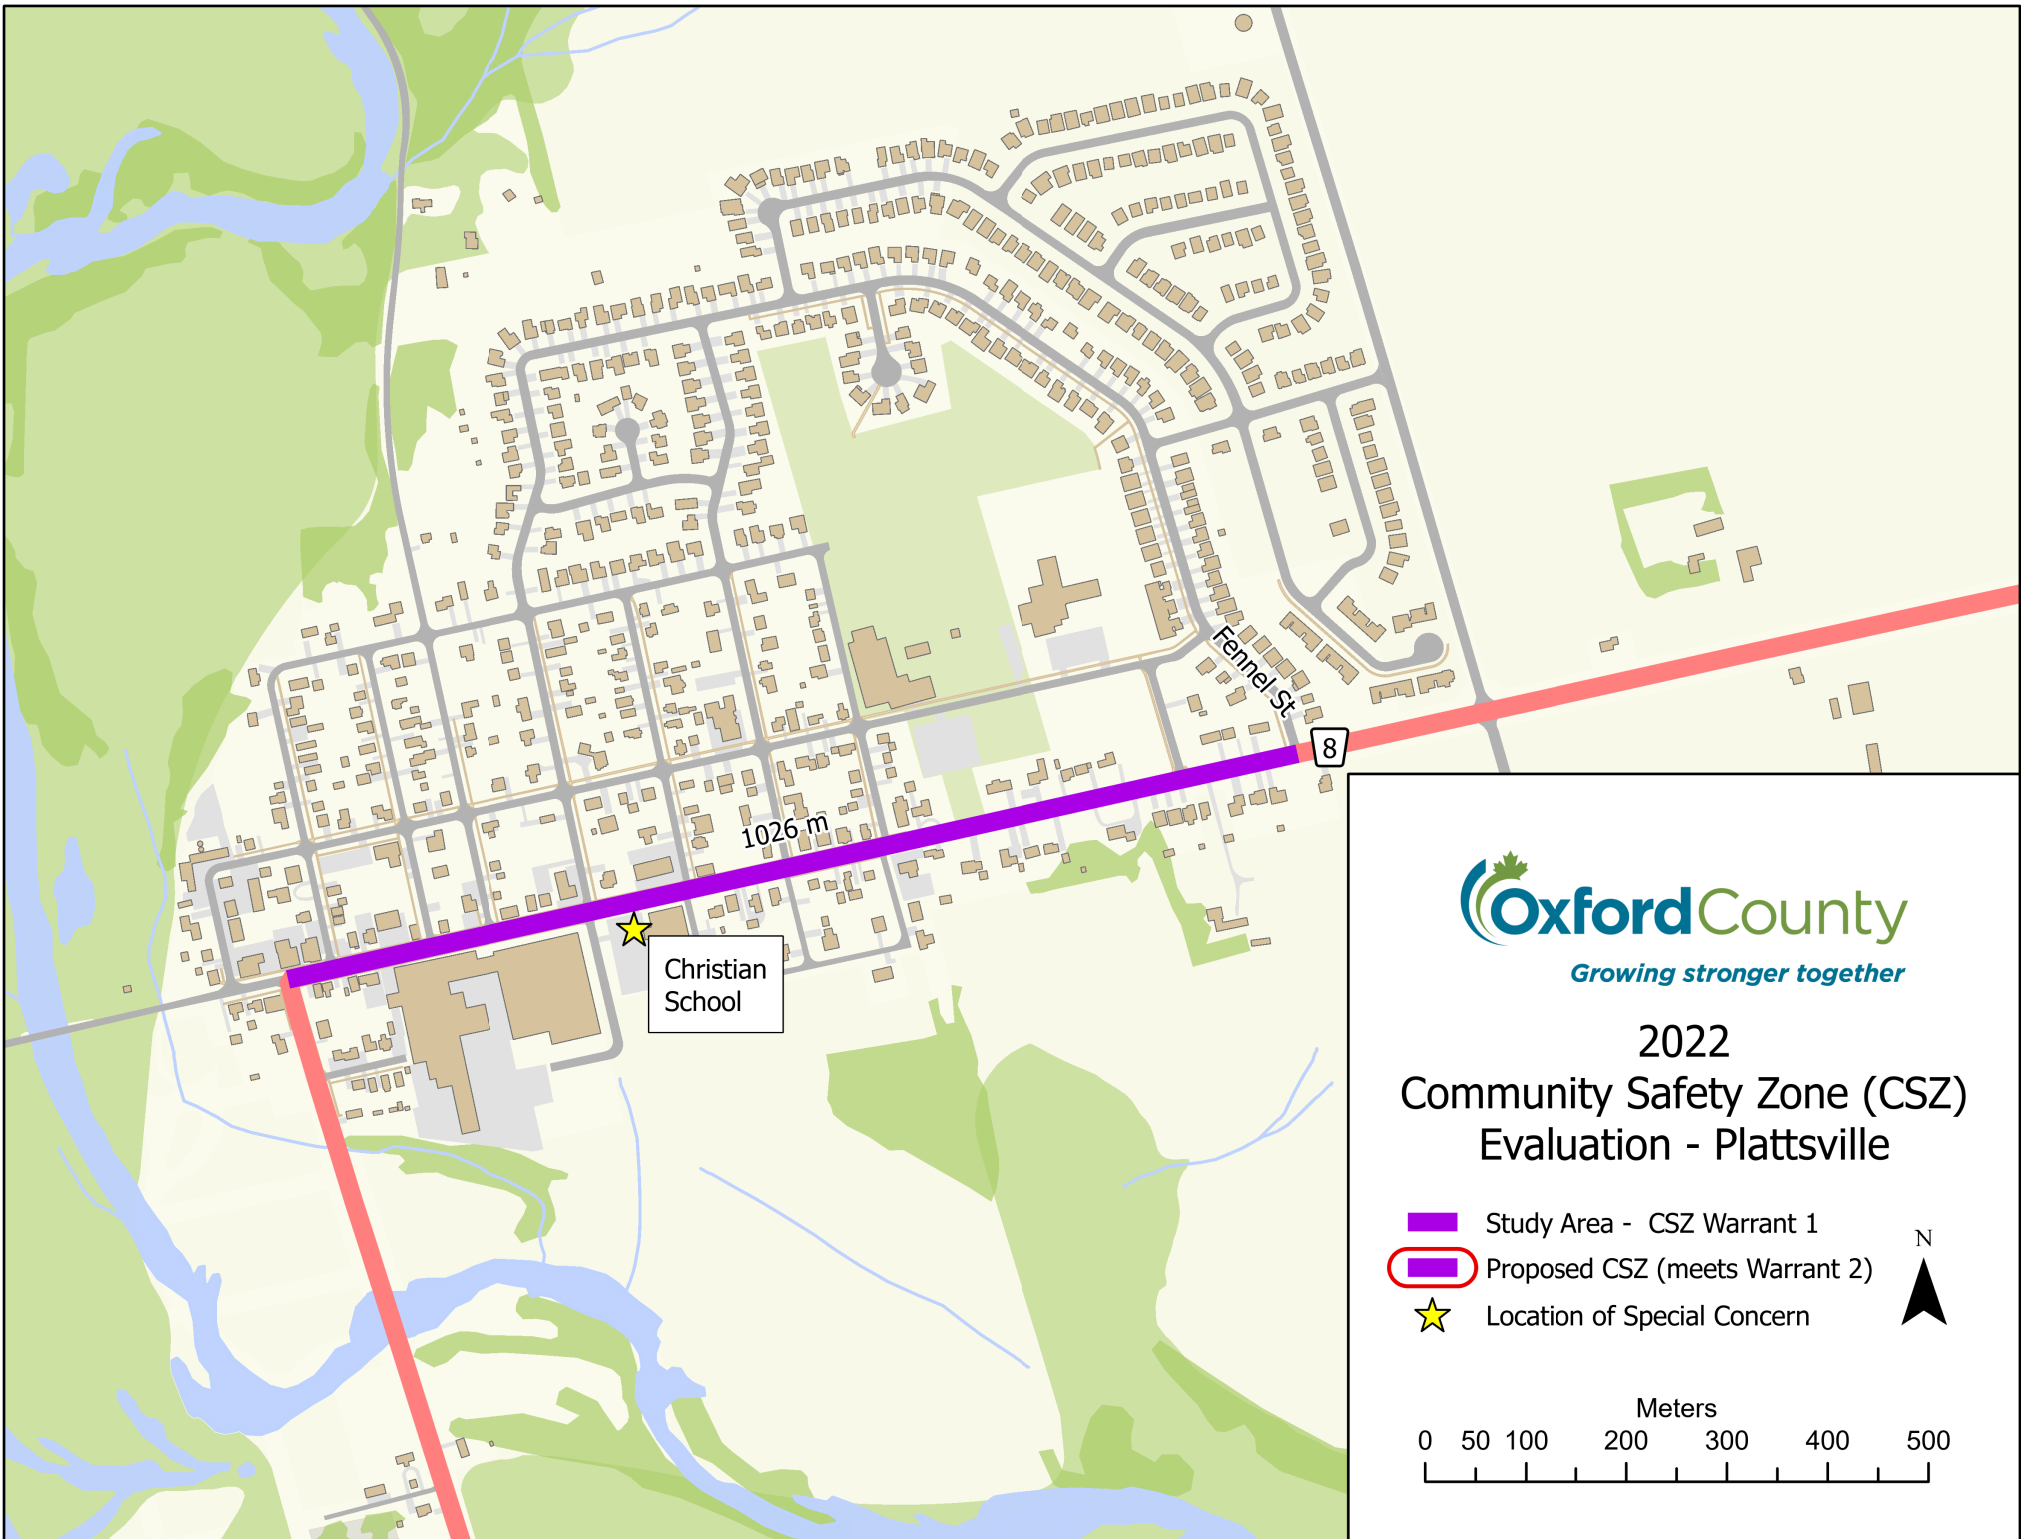 Fennel St
8
1026 m
Christian
School
OxfordCounty
Growing stronger together
2022
Community Safety Zone (CSZ)
Evaluation - Plattsville
Study Area - CSZ Warrant 1
Proposed CSZ (meets Warrant 2)
Location of Special Concern
N
Meters
0 50 100 200 300 400 500